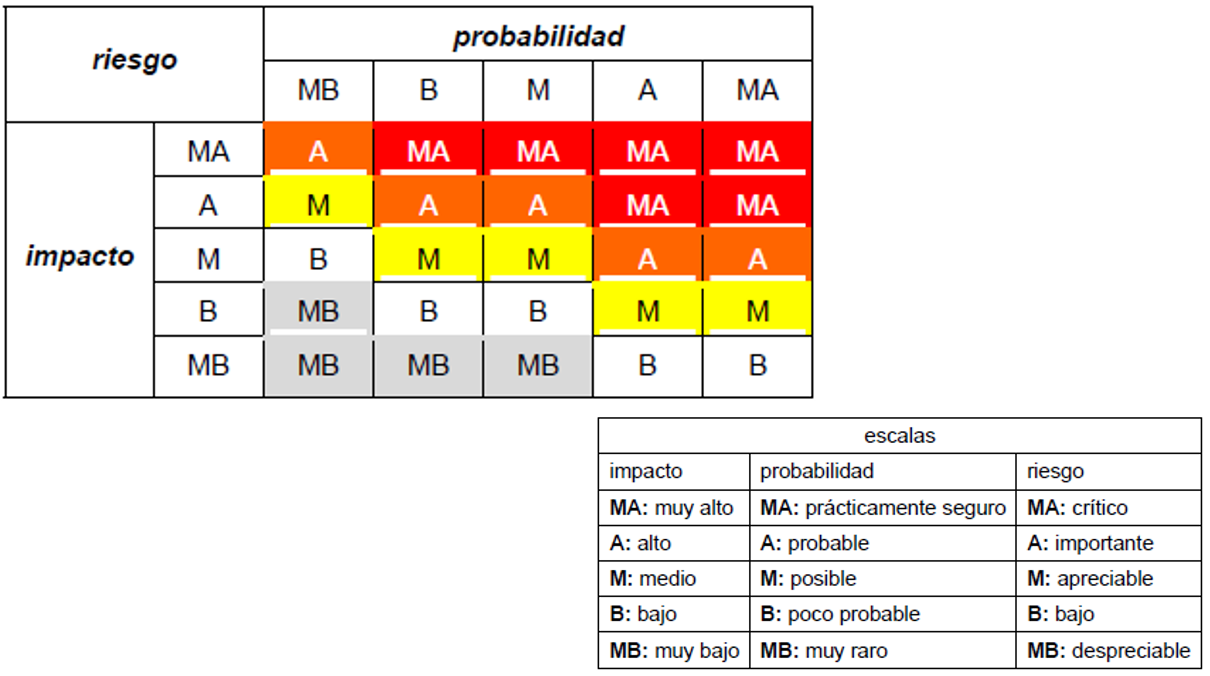 riesgo probabilidad
MB B M A MA
impacto
MA A MA MA MA MA
A M A A MA MA
M B M M A A
B MB B B M M
MB MB MB MB B B
escalas
impacto probabilidad riesgo
MA: muy alto MA: prácticamente seguro MA: crítico
A: alto A: probable A: importante
M: medio M: posible M: apreciable
B: bajo B: poco probable B: bajo
MB: muy bajo MB: muy raro MB: despreciable